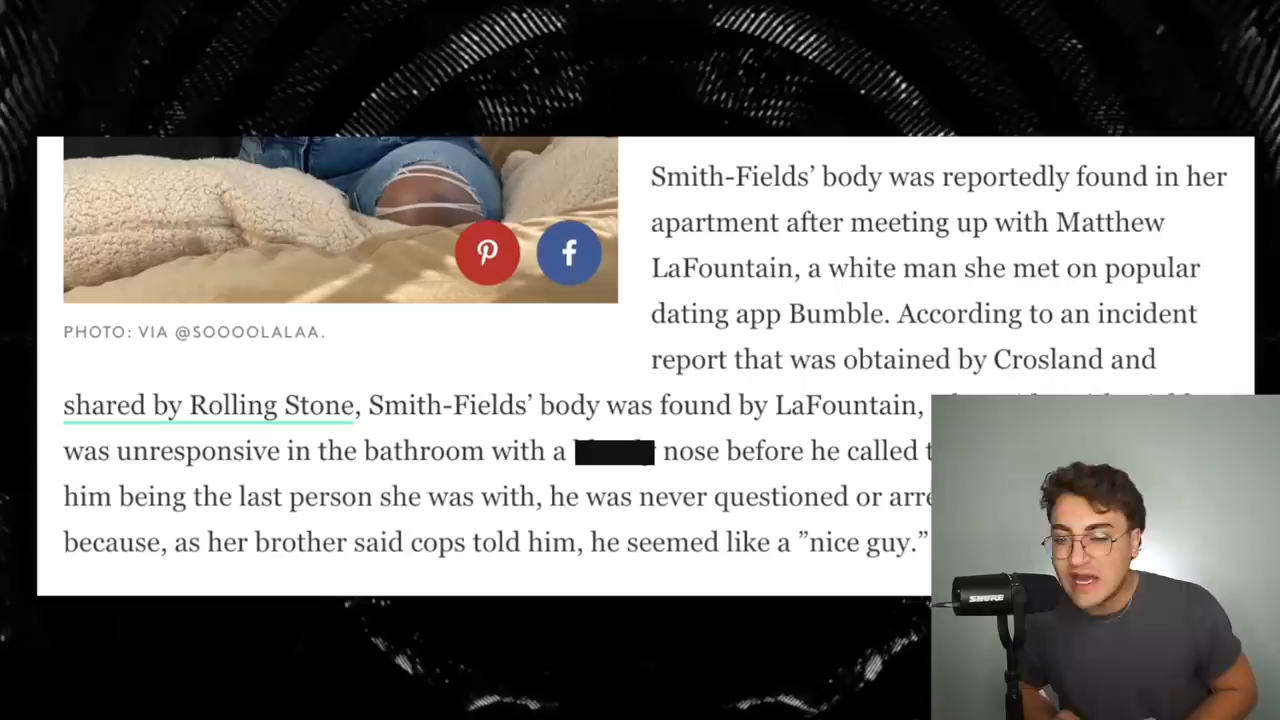 Smith-Fields’ body was reportedly found in her
apartment after meeting up with Matthew
LaFountain, a white man she met on popular
dating app Bumble. According to an incident
report that was obtained by Crosland and
PHOTO: VIA @SOOOOLALAA.
shared by Rolling Stone, Smith-Fields’ body was found by LaFountain,
was unresponsive in the bathroom with a nose before he called
him being the last person she was with, he was never questioned or
because, as her brother said cops told him, he seemed like a ”nice guy.”
SHURE